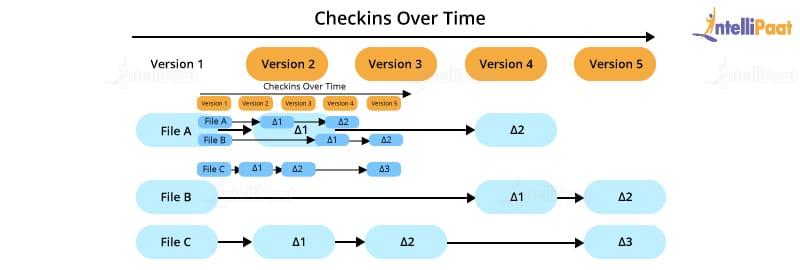 Checkins Over Time
INTELLIPAAT
Version 1 Version 2 Version 3 Version 4 Version 5
Checkins Over Time
Version 1 Version 2 Version 3 Version 4 Version 5
File A Δ1 Δ2
File A Δ1 Δ2
File B Δ1 Δ2
File C Δ1 Δ2 Δ3
File B Δ1 Δ2
File C Δ1 Δ2 Δ3